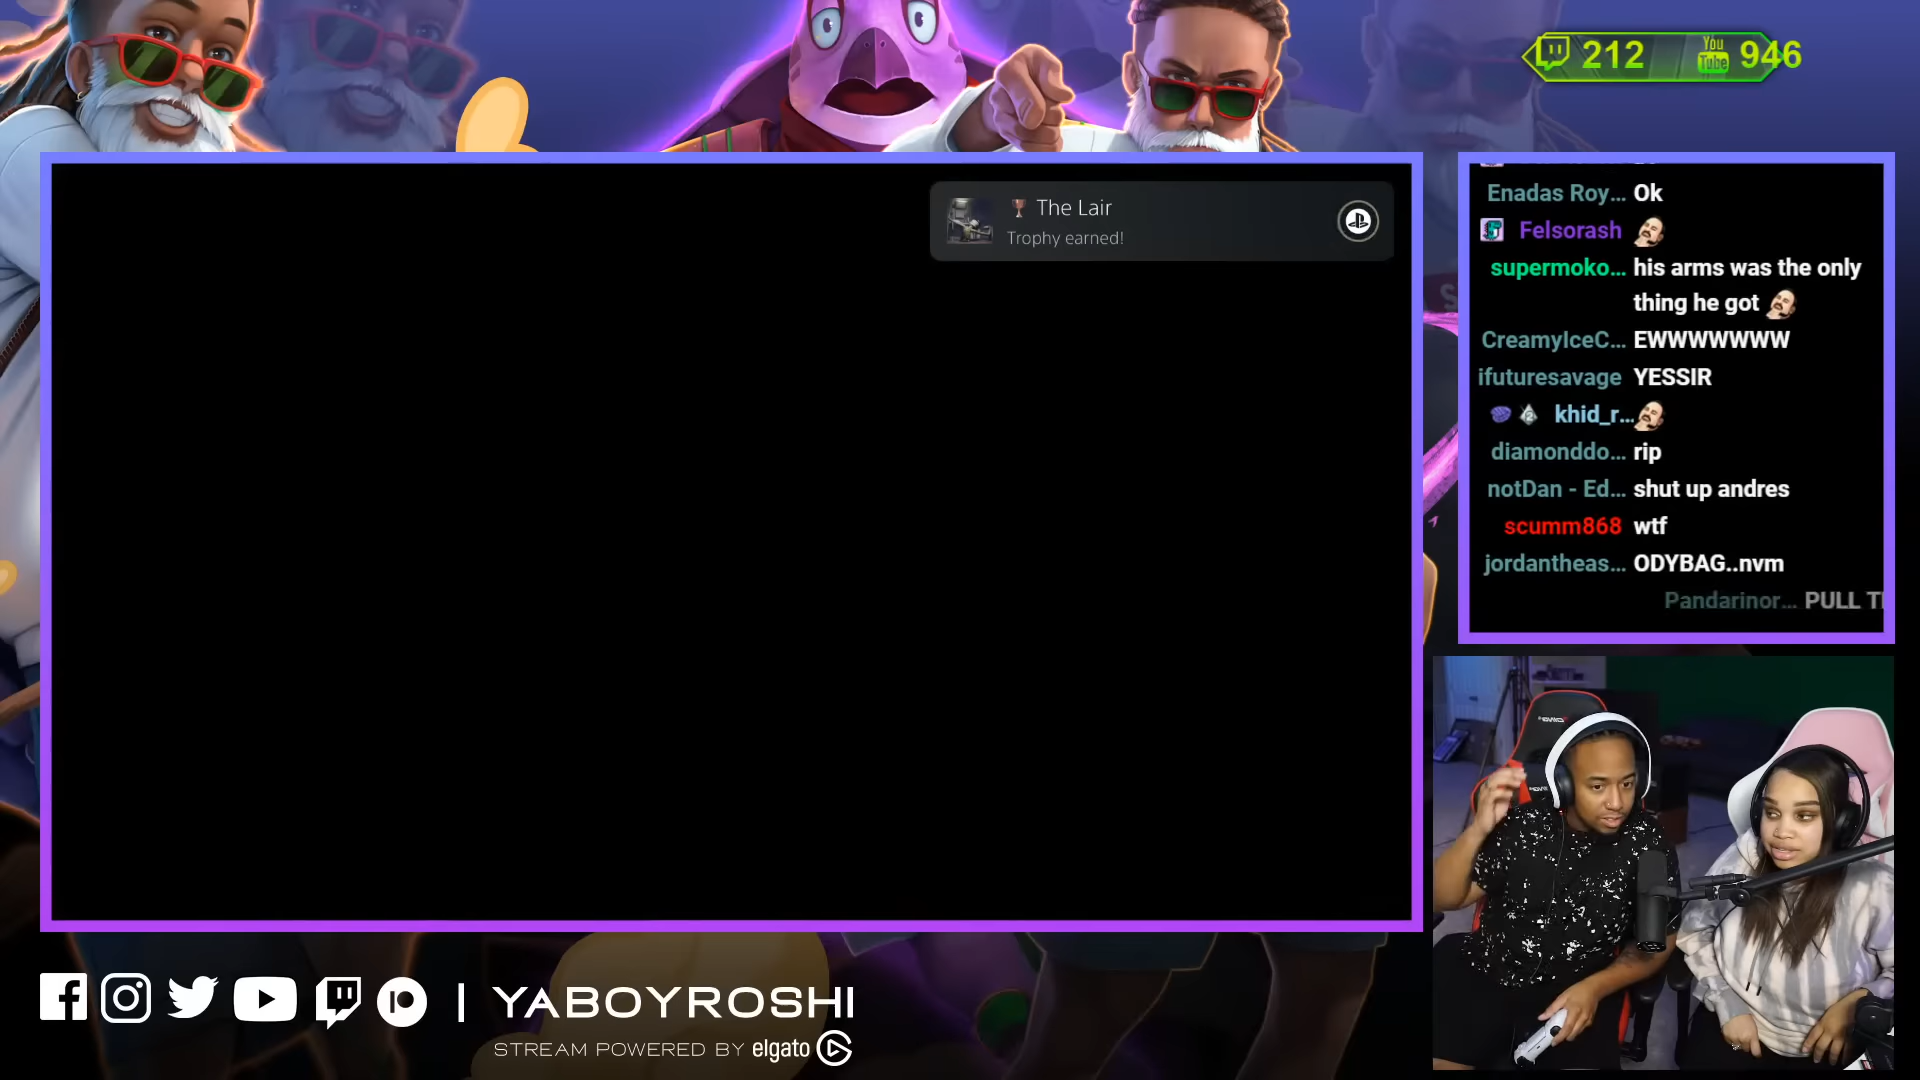 212
You Tube 946
The Lair
Trophy earned!
Enadas Roy... Ok
Felsorash
supermoko... his arms was the only
thing he got
CreamyIceC... EWWWWWWW
ifuturesavage YESSIR
khid_r...
diamonddo... rip
notDan - Ed... shut up andres
scumm868 wtf
jordantheas... ODYBAG..nvm
Pandarinor... PULL T
| YABOYROSHI
STREAM POWERED BY elgato